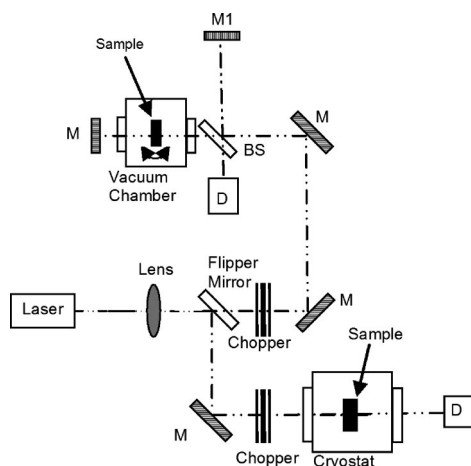 M1
Sample
M
M
BS
Vacuum
Chamber
D
Lens
Flipper
Mirror
Laser
M
Chopper
Sample
M
D
Chopper
Cryostat